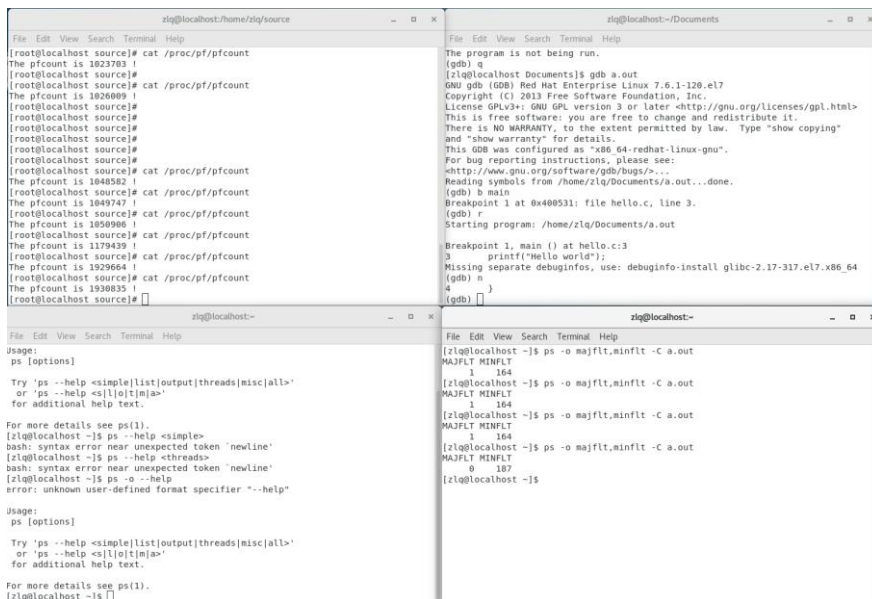 zlq@localhost:/home/zlq/source
File Edit View Search Terminal Help
[root@localhost source]# cat /proc/pf/pfcount
The pfcount is 1023703 !
[root@localhost source]#
[root@localhost source]# cat /proc/pf/pfcount
The pfcount is 1026009 !
[root@localhost source]#
[root@localhost source]#
[root@localhost source]#
[root@localhost source]#
[root@localhost source]#
[root@localhost source]#
[root@localhost source]# cat /proc/pf/pfcount
The pfcount is 1048582 !
[root@localhost source]# cat /proc/pf/pfcount
The pfcount is 1049747 !
[root@localhost source]# cat /proc/pf/pfcount
The pfcount is 1050906 !
[root@localhost source]# cat /proc/pf/pfcount
The pfcount is 1179439 !
[root@localhost source]# cat /proc/pf/pfcount
The pfcount is 1929664 !
[root@localhost source]# cat /proc/pf/pfcount
The pfcount is 1930835 !
[root@localhost source]#
zlq@localhost:~/Documents
File Edit View Search Terminal Help
The program is not being run.
(gdb) q
[zlq@localhost Documents]$ gdb a.out
GNU gdb (GDB) Red Hat Enterprise Linux 7.6.1-120.el7
Copyright (C) 2013 Free Software Foundation, Inc.
License GPLv3+: GNU GPL version 3 or later <http://gnu.org/licenses/gpl.html>
This is free software: you are free to change and redistribute it.
There is NO WARRANTY, to the extent permitted by law.  Type "show copying"
and "show warranty" for details.
This GDB was configured as "x86_64-redhat-linux-gnu".
For bug reporting instructions, please see:
<http://www.gnu.org/software/gdb/bugs/>...
Reading symbols from /home/zlq/Documents/a.out...done.
(gdb) b main
Breakpoint 1 at 0x400531: file hello.c, line 3.
(gdb) r
Starting program: /home/zlq/Documents/a.out
Breakpoint 1, main () at hello.c:3
3 printf("Hello world");
Missing separate debuginfos, use: debuginfo-install glibc-2.17-317.el7.x86_64
(gdb) n
4 }
(gdb)
zlq@localhost:~
File Edit View Search Terminal Help
Usage:
ps [options]
Try 'ps --help <simple|list|output|threads|misc|all>'
or 'ps --help <s|l|o|t|m|a>'
for additional help text.
For more details see ps(1).
[zlq@localhost ~]$ ps --help <simple>
bash: syntax error near unexpected token `newline'
[zlq@localhost ~]$ ps --help <threads>
bash: syntax error near unexpected token `newline'
[zlq@localhost ~]$ ps -o --help
error: unknown user-defined format specifier "--help"
Usage:
ps [options]
Try 'ps --help <simple|list|output|threads|misc|all>'
or 'ps --help <s|l|o|t|m|a>'
for additional help text.
For more details see ps(1).
[zlq@localhost ~]$
zlq@localhost:~
File Edit View Search Terminal Help
[zlq@localhost ~]$ ps -o majflt,minflt -C a.out
MAJFLT MINFLT
1 164
[zlq@localhost ~]$ ps -o majflt,minflt -C a.out
MAJFLT MINFLT
1 164
[zlq@localhost ~]$ ps -o majflt,minflt -C a.out
MAJFLT MINFLT
1 164
[zlq@localhost ~]$ ps -o majflt,minflt -C a.out
MAJFLT MINFLT
0 187
[zlq@localhost ~]$